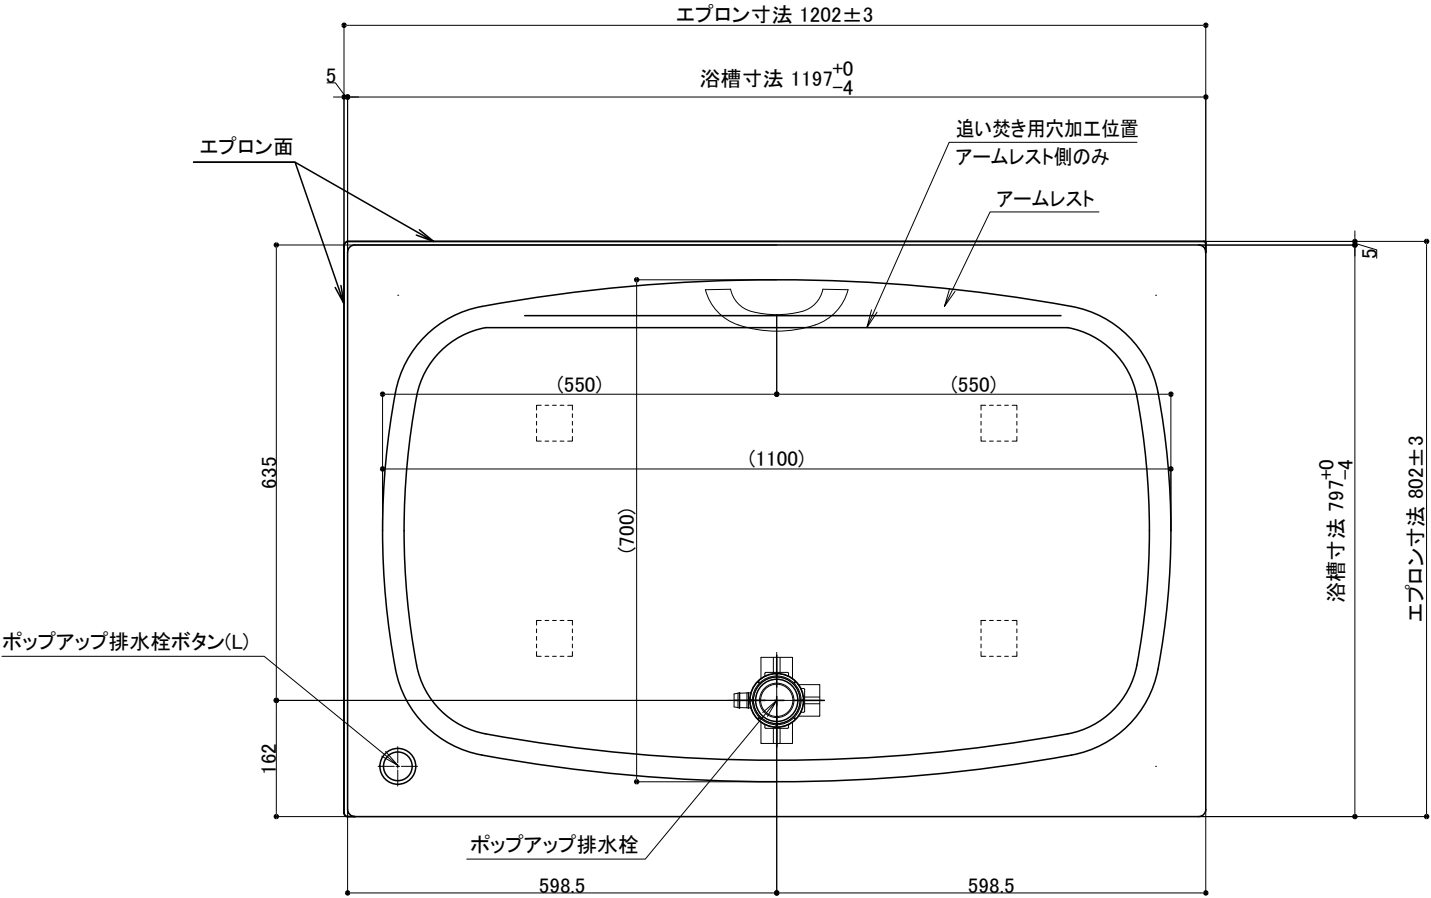 エプロン寸法 1202±3
5
浴槽寸法 1197 +0 -4
追い焚き用穴加工位置
アームレスト側のみ
エプロン面
アームレスト
5
(550)
(550)
(1100)
635
(700)
浴槽寸法 797 +0 -4
エプロン寸法 802±3
ポップアップ排水栓ボタン(L)
162
ポップアップ排水栓
598.5
598.5